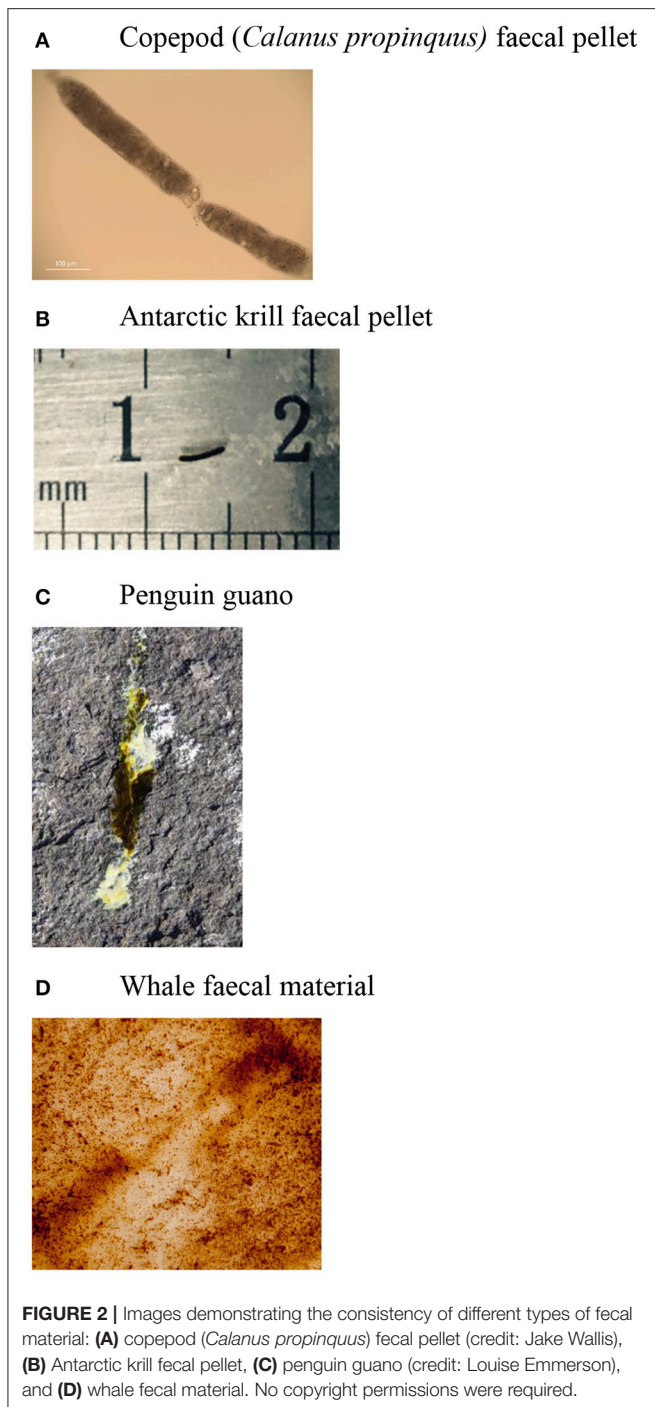 A Copepod (Calanus propinquus) faecal pellet
100 µm
B Antarctic krill faecal pellet
1 2
mm
C Penguin guano
D Whale faecal material
FIGURE 2 | Images demonstrating the consistency of different types of fecal
material: (A) copepod (Calanus propinquus) fecal pellet (credit: Jake Wallis),
(B) Antarctic krill fecal pellet, (C) penguin guano (credit: Louise Emmerson),
and (D) whale fecal material. No copyright permissions were required.